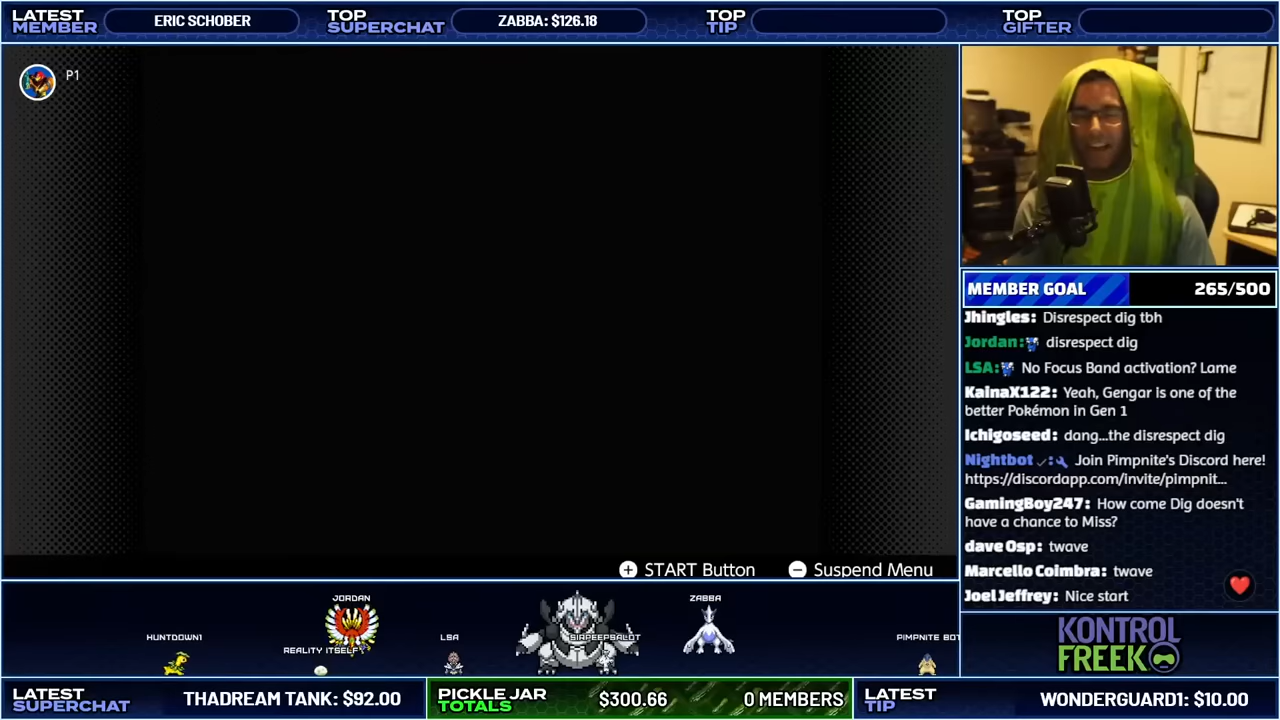 LATEST MEMBER ERIC SCHOBER
TOP SUPERCHAT ZABBA: $126.18
TOP TIP
TOP GIFTER
P1
MEMBER GOAL 265/500
Jhingles: Disrespect dig tbh
Jordan: disrespect dig
LSA: No Focus Band activation? Lame
KainaX122: Yeah, Gengar is one of the
better Pokémon in Gen 1
Ichigoseed: dang...the disrespect dig
Nightbot: Join Pimpnite's Discord here!
https://discordapp.com/invite/pimpnit...
GamingBoy247: How come Dig doesn't
have a chance to Miss?
dave Osp: twave
Marcello Coimbra: twave
Joel Jeffrey: Nice start
+ START Button - Suspend Menu
HUNTDOWN1
JORDAN
REALITY ITSELF
LSA
SIRPEEPSALOT
ZABBA
PIMPNITE BOT
KONTROL
FREEK
LATEST SUPERCHAT THADREAM TANK: $92.00
PICKLE JAR TOTALS $300.66 0 MEMBERS
LATEST TIP WONDERGUARD1: $10.00